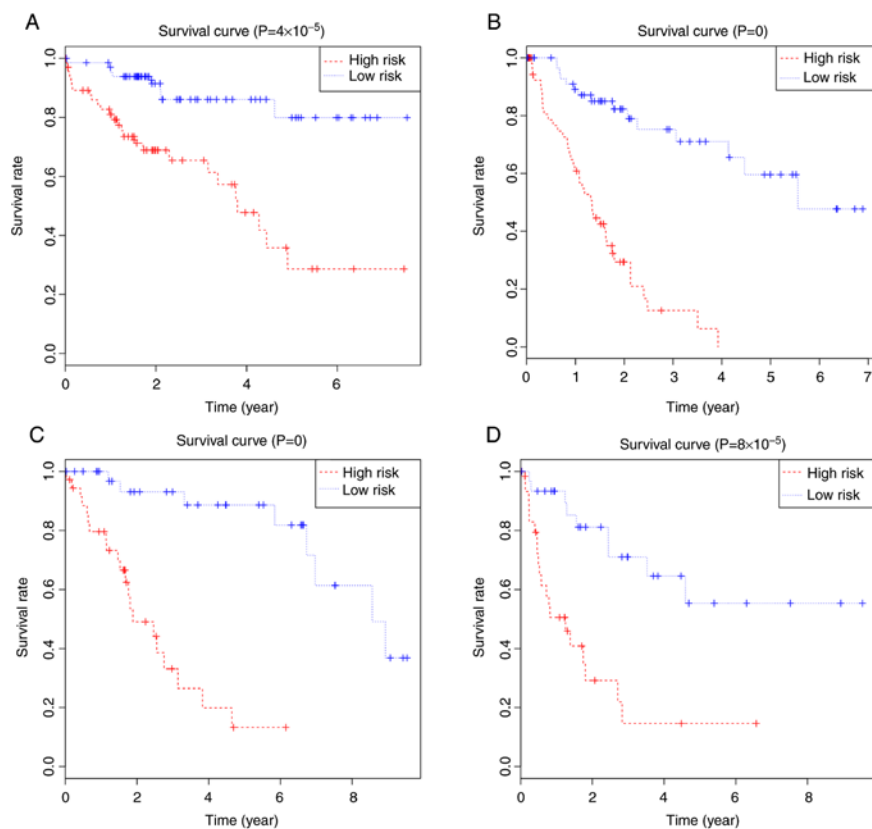 A
Survival curve (P=4×10⁻⁵)
High risk
Low risk
Survival rate
1.0
0.8
0.6
0.4
0.2
0.0
0 2 4 6
Time (year)
B
Survival curve (P=0)
High risk
Low risk
Survival rate
1.0
0.8
0.6
0.4
0.2
0.0
0 1 2 3 4 5 6 7
Time (year)
C
Survival curve (P=0)
High risk
Low risk
Survival rate
1.0
0.8
0.6
0.4
0.2
0.0
0 2 4 6 8
Time (year)
D
Survival curve (P=8×10⁻⁵)
High risk
Low risk
Survival rate
1.0
0.8
0.6
0.4
0.2
0.0
0 2 4 6 8
Time (year)